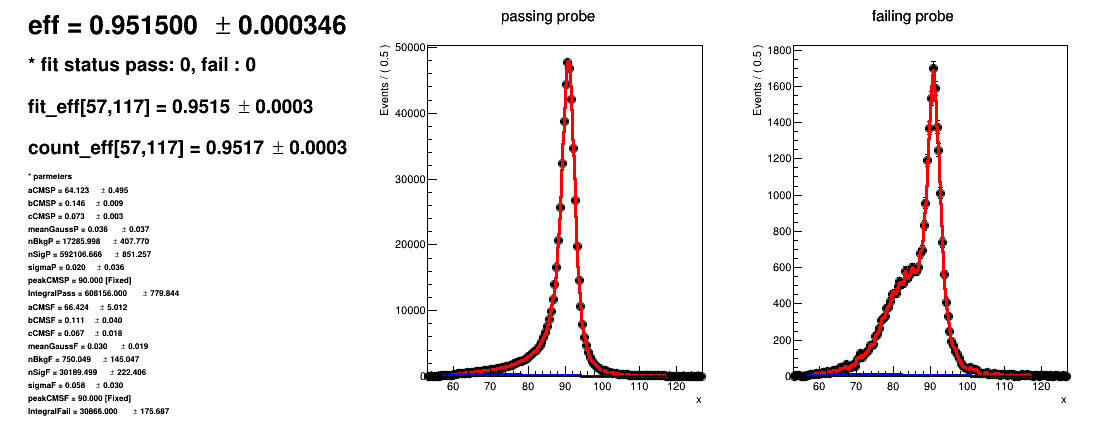 eff = 0.951500 ± 0.000346
* fit status pass: 0, fail : 0
fit_eff[57,117] = 0.9515 ± 0.0003
count_eff[57,117] = 0.9517 ± 0.0003
* parmeters
aCMSP = 64.123 ± 0.495
bCMSP = 0.146 ± 0.009
cCMSP = 0.073 ± 0.003
meanGaussP = 0.036 ± 0.037
nBkgP = 17285.998 ± 407.770
nSigP = 592106.666 ± 851.257
sigmaP = 0.020 ± 0.036
peakCMSP = 90.000 [Fixed]
IntegralPass = 608156.000 ± 779.844
aCMSF = 66.424 ± 5.012
bCMSF = 0.111 ± 0.040
cCMSF = 0.067 ± 0.018
meanGaussF = 0.030 ± 0.019
nBkgF = 750.049 ± 145.047
nSigF = 30189.499 ± 222.406
sigmaF = 0.058 ± 0.030
peakCMSF = 90.000 [Fixed]
IntegralFail = 30866.000 ± 175.687
passing probe
Events / ( 0.5 )
50000
40000
30000
20000
10000
0
60 70 80 90 100 110 120
x
failing probe
Events / ( 0.5 )
1800
1600
1400
1200
1000
800
600
400
200
0
60 70 80 90 100 110 120
x